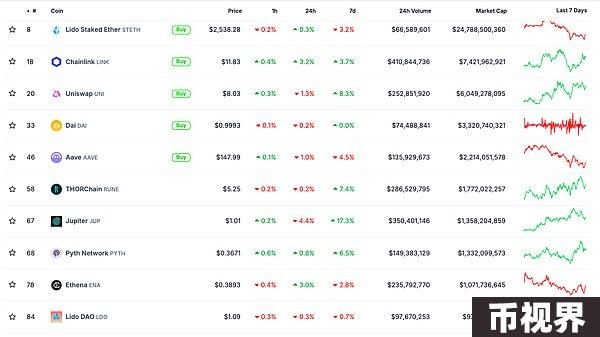 # Coin Price 1h 24h 7d 24h Volume Market Cap Last 7 Days
8 Lido Staked Ether STETH Buy $2,538.28 0.2% 0.3% 3.2% $66,589,601 $24,788,500,360
18 Chainlink LINK Buy $11.83 0.4% 3.2% 3.7% $410,844,736 $7,421,962,921
20 Uniswap UNI Buy $8.03 0.3% 1.3% 8.3% $252,851,920 $6,049,278,095
33 Dai DAI Buy $0.9993 0.1% 0.2% 0.0% $74,488,841 $3,320,740,321
46 Aave AAVE Buy $147.99 0.1% 1.0% 4.5% $135,929,673 $2,214,051,578
58 THORChain RUNE $5.25 0.2% 0.2% 7.4% $286,529,795 $1,772,022,257
67 Jupiter JUP $1.01 0.2% 4.4% 17.3% $350,401,146 $1,358,204,859
68 Pyth Network PYTH $0.3671 0.6% 0.8% 6.5% $149,383,129 $1,332,099,573
78 Ethena ENA $0.3893 0.4% 3.0% 2.8% $235,792,770 $1,071,736,645
84 Lido DAO LDO $1.09 0.3% 0.3% 0.7% $97,670,253
币视界